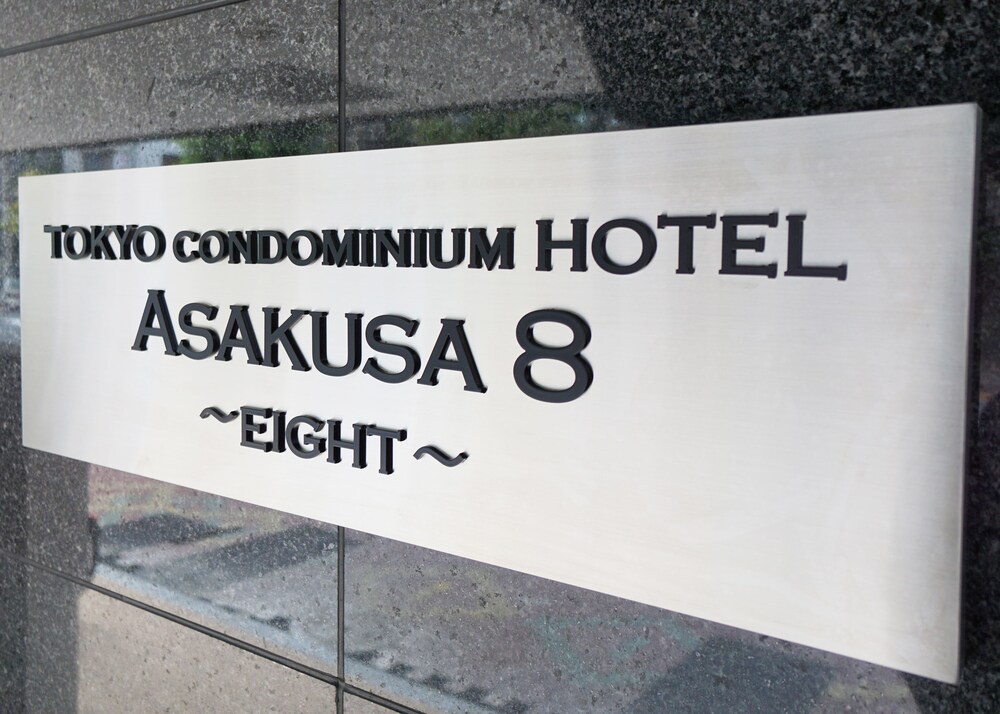 TOKYO CONDOMINIUM HOTEL
ASAKUSA 8
~EIGHT~